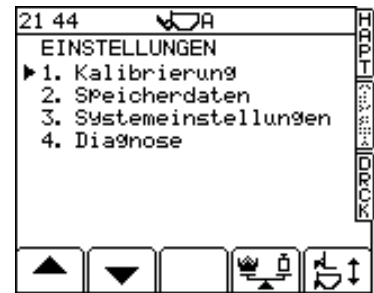 21 44 A
EINSTELLUNGEN
1. Kalibrierung
2. Speicherdaten
3. Systemeinstellungen
4. Diagnose
HAPT
DRCK